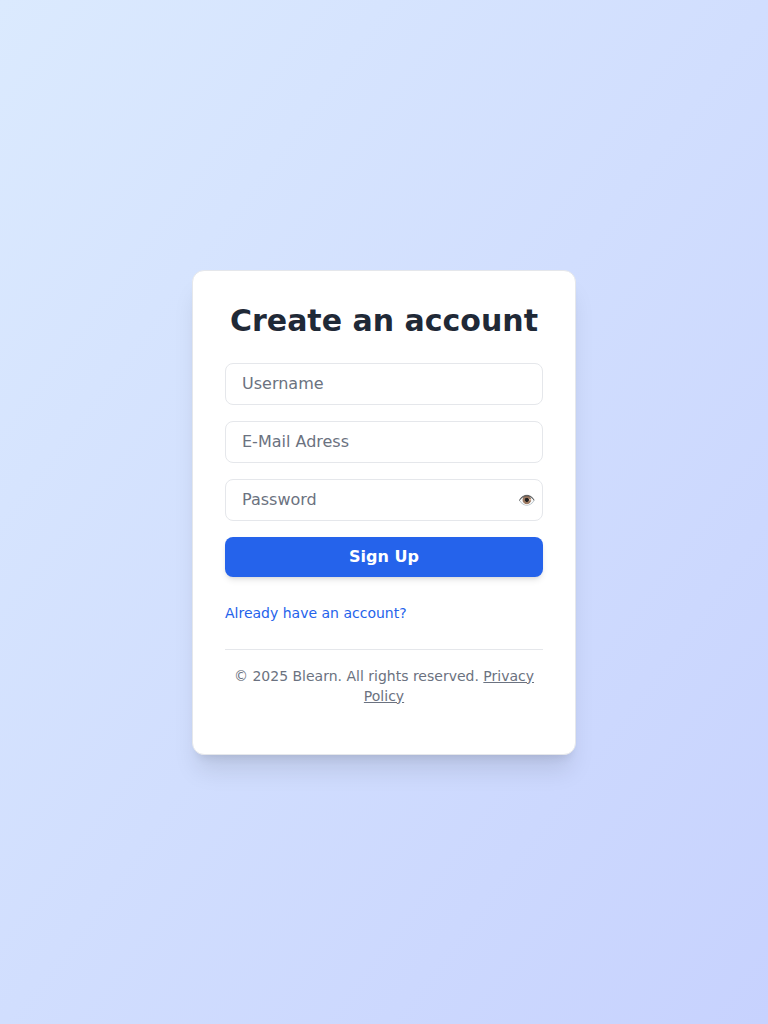 Create an account
Username
E-Mail Adress
Password
Sign Up
Already have an account?
© 2025 Blearn. All rights reserved. Privacy
Policy